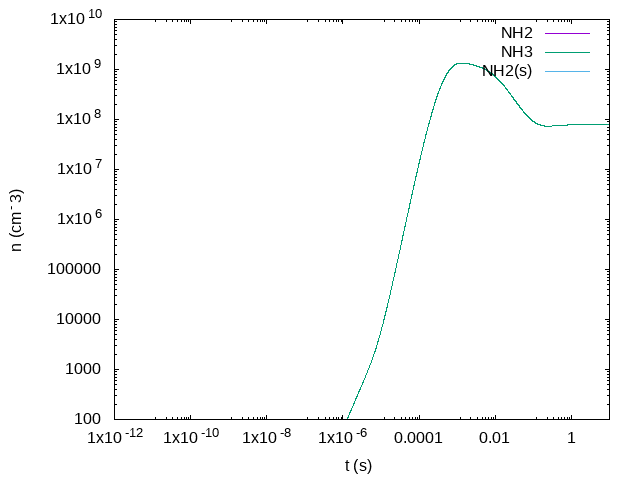 1x10^10
1x10^9
1x10^8
1x10^7
1x10^6
100000
10000
1000
100
n (cm^-3)
NH2
NH3
NH2(s)
1x10^-12
1x10^-10
1x10^-8
1x10^-6
0.0001
0.01
1
t (s)